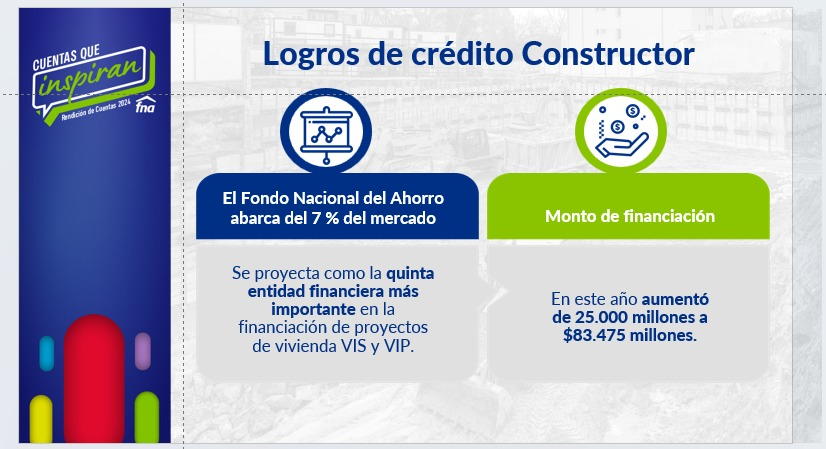 CUENTAS QUE
inspiran
Rendición de Cuentas 2024
fna
Logros de crédito Constructor
El Fondo Nacional del Ahorro
abarca del 7 % del mercado
Se proyecta como la quinta
entidad financiera más
importante en la
financiación de proyectos
de vivienda VIS y VIP.
Monto de financiación
En este año aumentó
de 25.000 millones a
$83.475 millones.